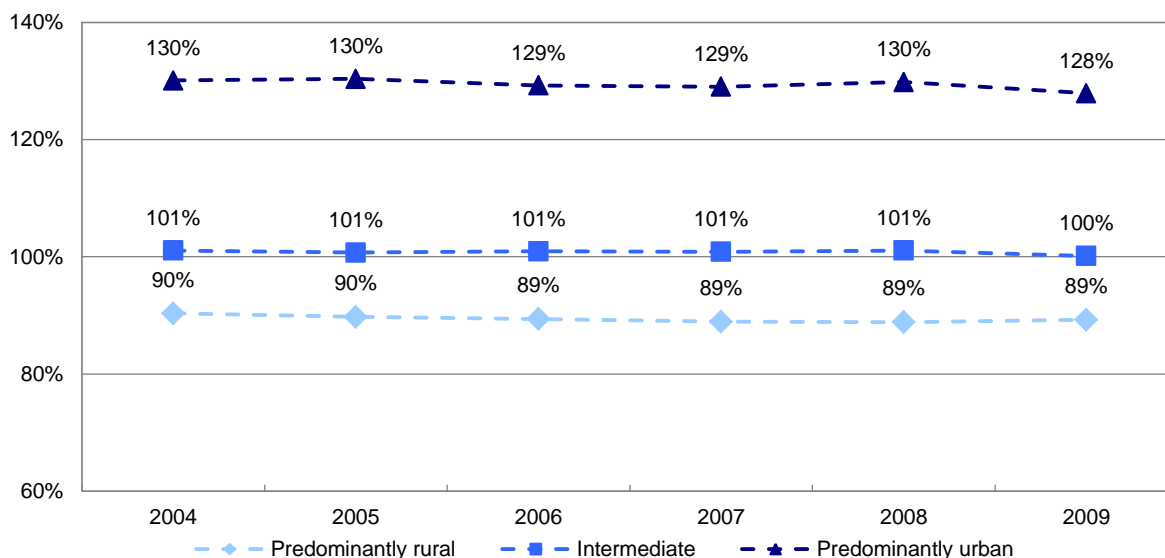 140%
130% 130% 129% 129% 130% 128%
120%
101% 101% 101% 101% 101% 100%
100%
90% 90% 89% 89% 89% 89%
80%
60%
2004 2005 2006 2007 2008 2009
Predominantly rural Intermediate Predominantly urban